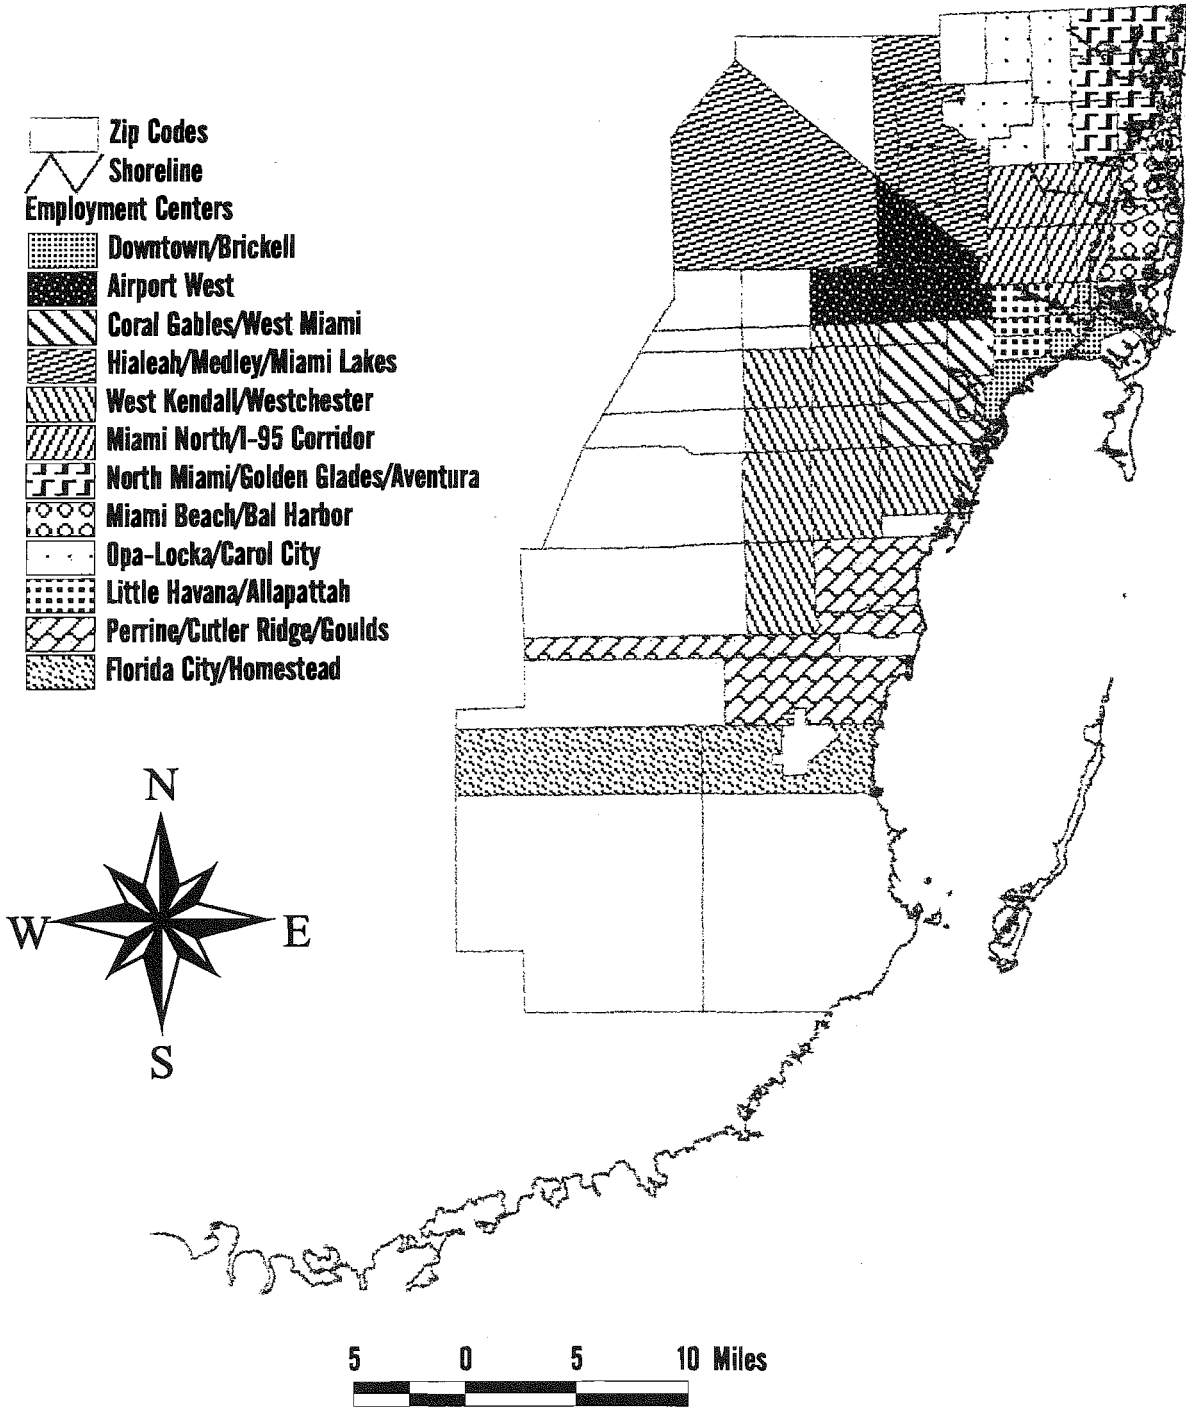 Zip Codes
Shoreline
Employment Centers
Downtown/Brickell
Airport West
Coral Gables/West Miami
Hialeah/Medley/Miami Lakes
West Kendall/Westchester
Miami North/I-95 Corridor
North Miami/Golden Glades/Aventura
Miami Beach/Bal Harbor
Opa-Locka/Carol City
Little Havana/Allapattah
Perrine/Cutler Ridge/Goulds
Florida City/Homestead
N
W E
S
5 0 5 10 Miles